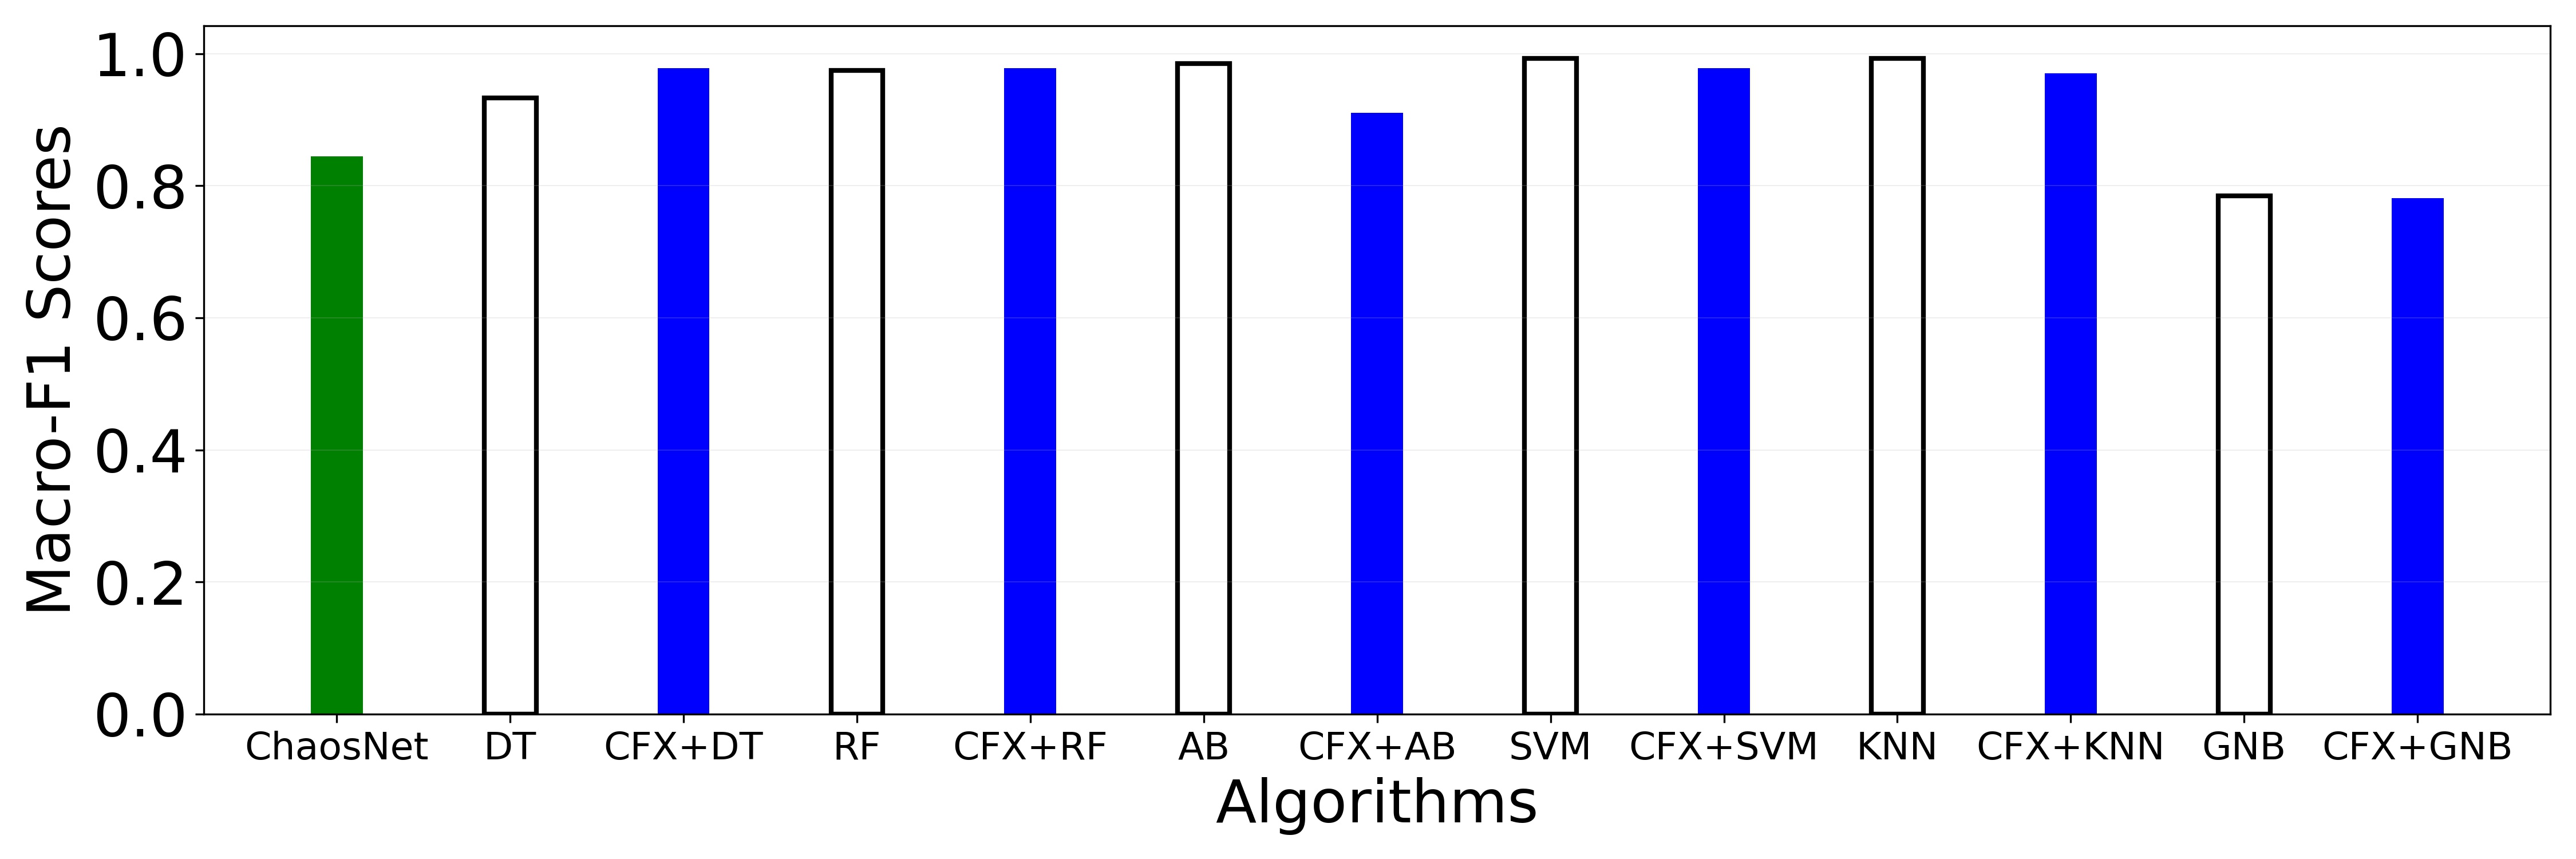 Macro-F1 Scores
1.0
0.8
0.6
0.4
0.2
0.0
ChaosNet DT CFX+DT RF CFX+RF AB CFX+AB SVM CFX+SVM KNN CFX+KNN GNB CFX+GNB
Algorithms